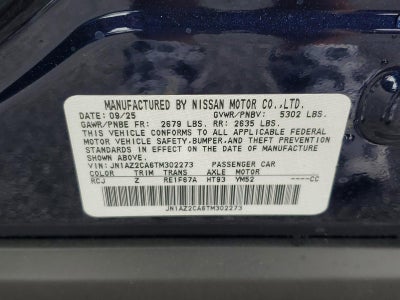 MANUFACTURED BY NISSAN MOTOR CO.,LTD.
DATE: 09/25 GVWR/PNBV: 5302 LBS.
GAWR/PNBE FR: 2679 LBS. RR: 2635 LBS.
THIS VEHICLE CONFORMS TO ALL APPLICABLE FEDERAL
MOTOR VEHICLE SAFETY, BUMPER, AND THEFT PREVENTION
STANDARDS IN EFFECT ON THE DATE OF MANUFACTURE
SHOWN ABOVE.
VIN: JN1AZ2CA6TM302273 PASSENGER CAR
COLOR TRIM TRANS AXLE MOTOR
RCJ Z RE1F67A HT93 YM52 ----CC
JN1AZ2CA6TM302273